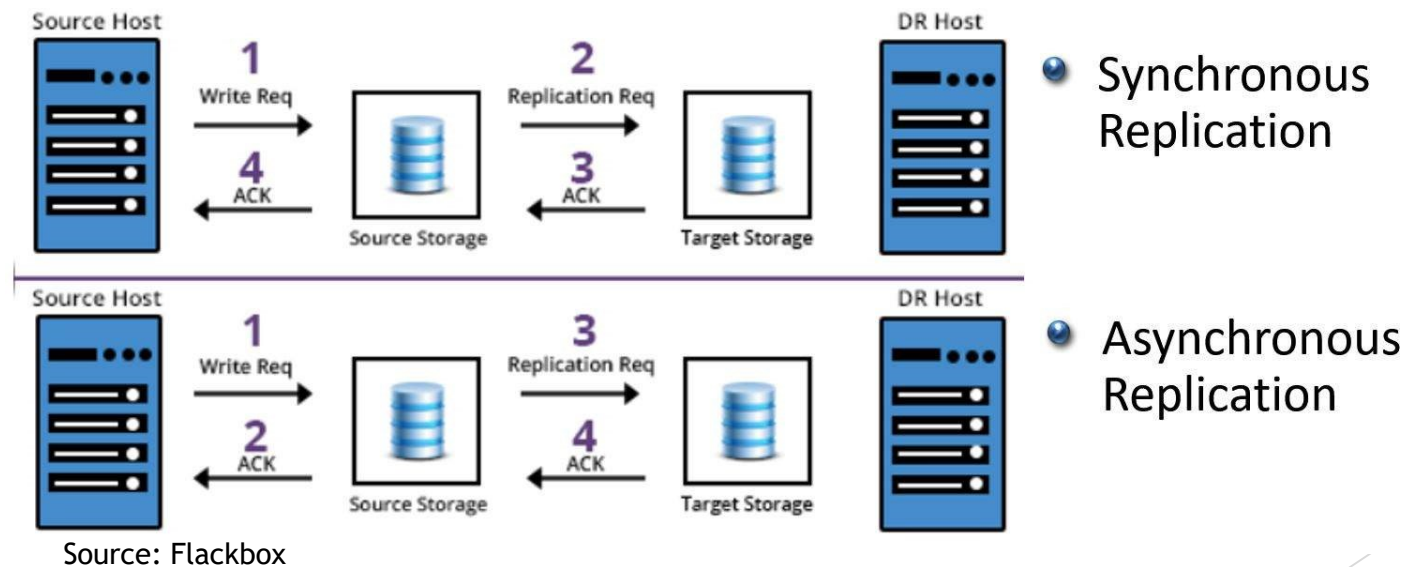 Source Host
DR Host
1
2
Write Req
Replication Req
4
3
ACK
ACK
Source Storage
Target Storage
Synchronous
Replication
Source Host
DR Host
1
3
Write Req
Replication Req
2
4
ACK
ACK
Source Storage
Target Storage
Asynchronous
Replication
Source: Flackbox